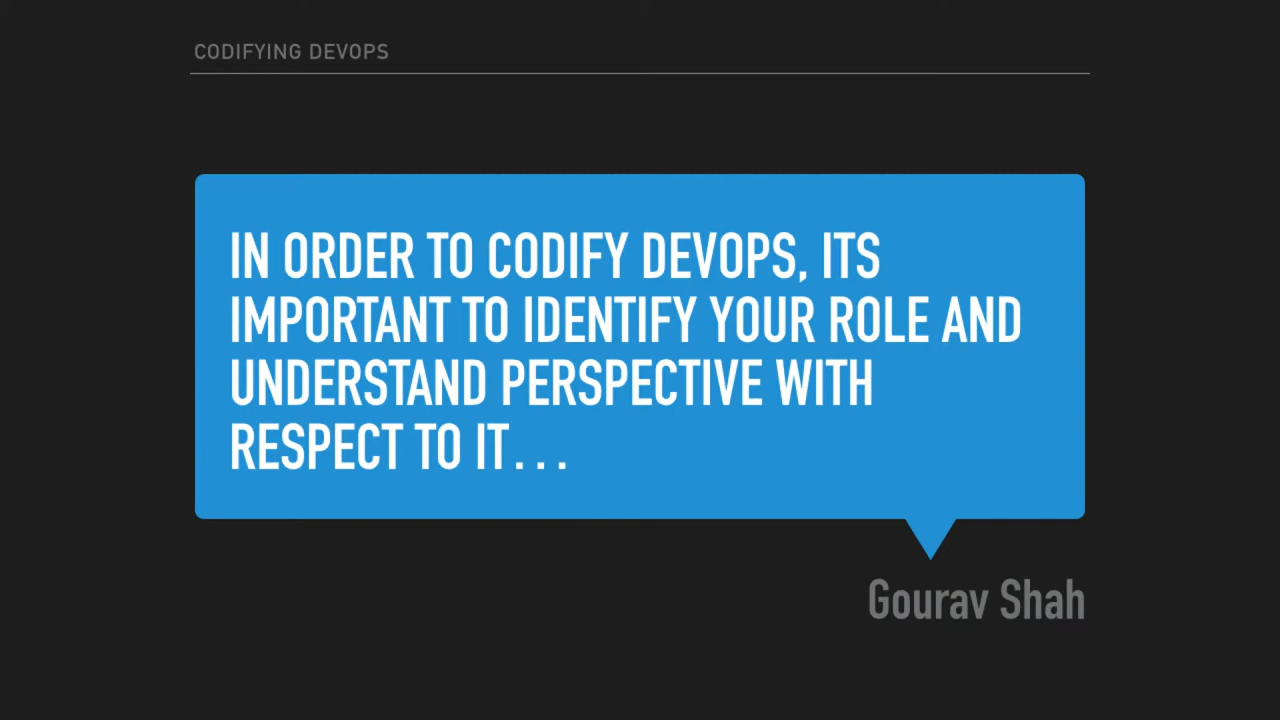 CODIFYING DEVOPS
IN ORDER TO CODIFY DEVOPS, ITS
IMPORTANT TO IDENTIFY YOUR ROLE AND
UNDERSTAND PERSPECTIVE WITH
RESPECT TO IT...
Gourav Shah